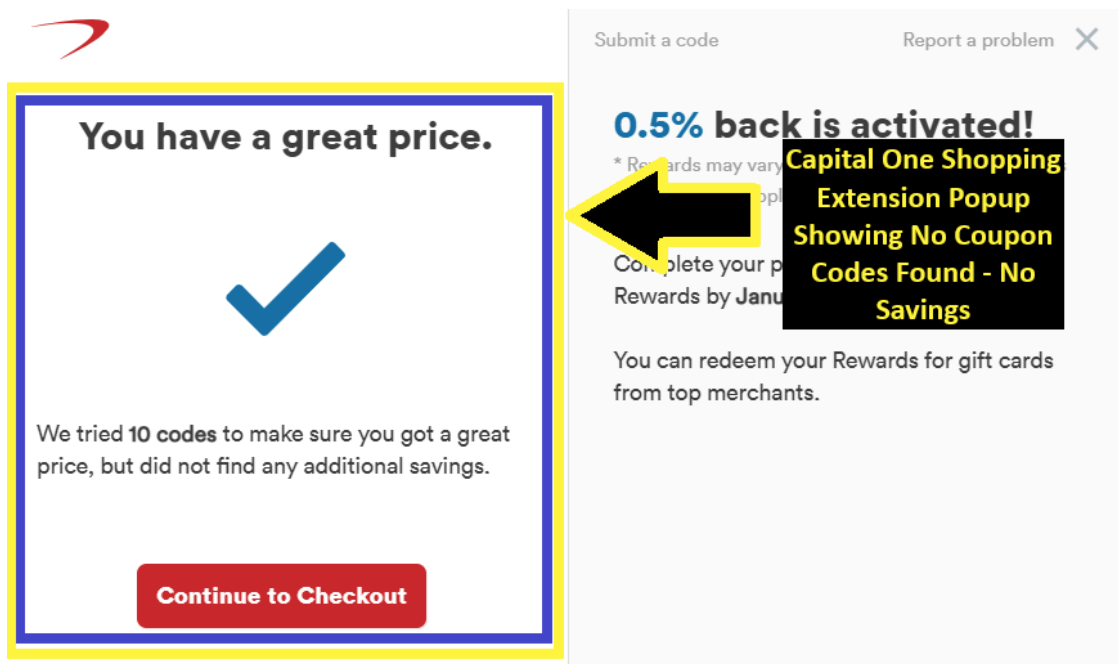 You have a great price.
We tried 10 codes to make sure you got a great
price, but did not find any additional savings.
Continue to Checkout
Submit a code
Report a problem
0.5% back is activated!
* Rewards may vary
Complete your
Rewards by
You can redeem your Rewards for gift cards
from top merchants.
Capital One Shopping
Extension Popup
Showing No Coupon
Codes Found - No
Savings